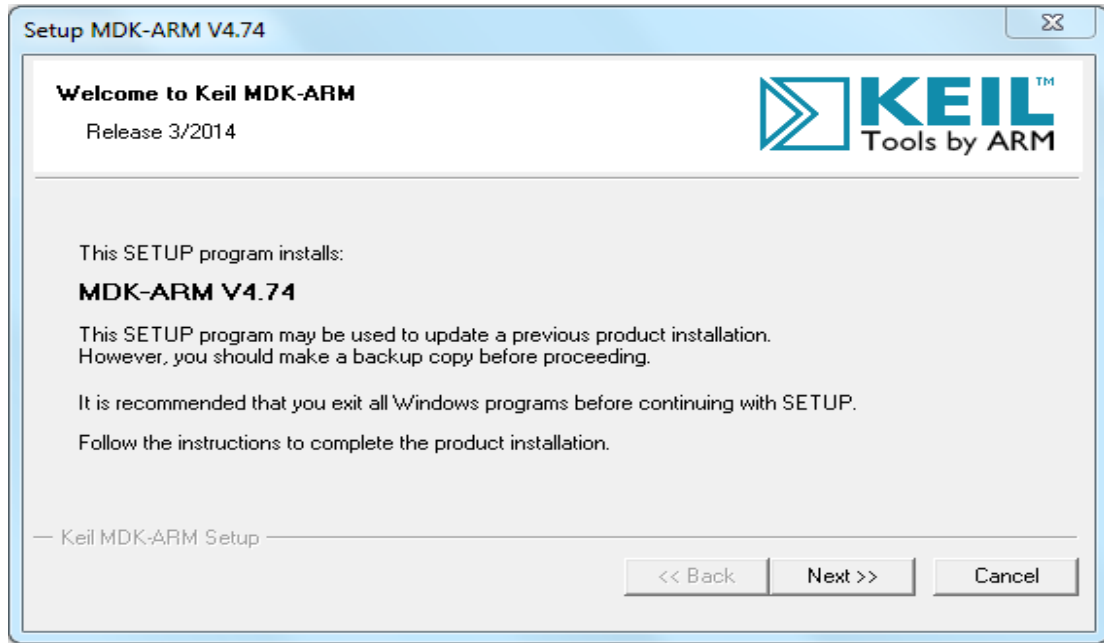 Setup MDK-ARM V4.74
Welcome to Keil MDK-ARM
Release 3/2014
KEIL™
Tools by ARM
This SETUP program installs:
MDK-ARM V4.74
This SETUP program may be used to update a previous product installation.
However, you should make a backup copy before proceeding.
It is recommended that you exit all Windows programs before continuing with SETUP.
Follow the instructions to complete the product installation.
Keil MDK-ARM Setup
<< Back
Next >>
Cancel